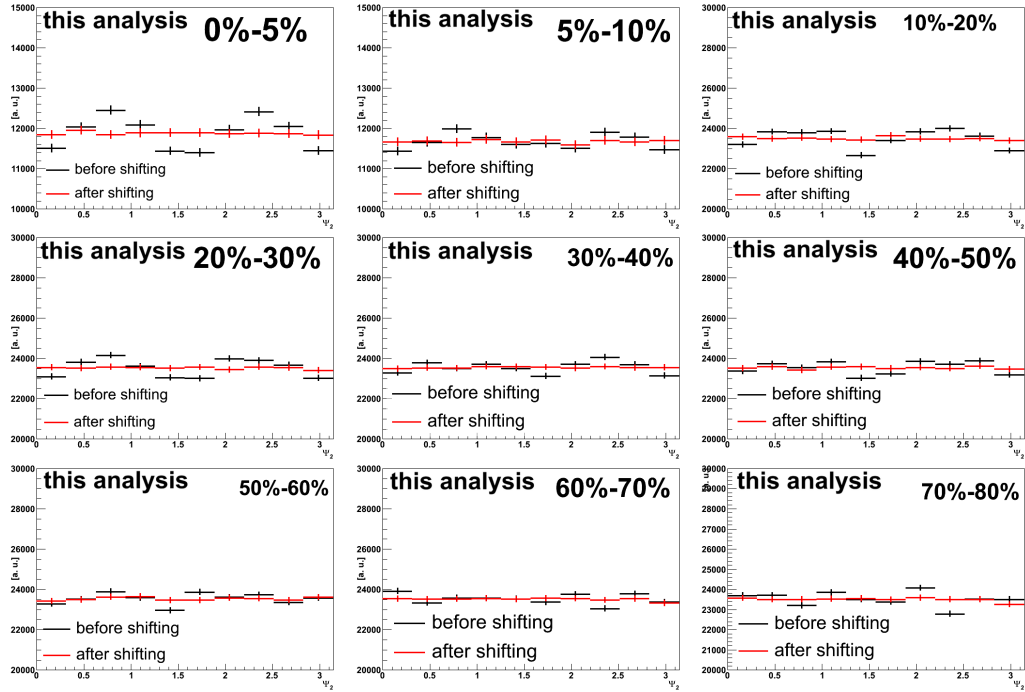 this analysis 0%-5%
15000
14000
13000
12000
11000
10000
[a. u.]
before shifting
after shifting
0 0.5 1 1.5 2 2.5 3
Ψ2
this analysis 5%-10%
15000
14000
13000
12000
11000
10000
[a. u.]
before shifting
after shifting
0 0.5 1 1.5 2 2.5 3
Ψ2
this analysis 10%-20%
30000
28000
26000
24000
22000
20000
[a. u.]
before shifting
after shifting
0 0.5 1 1.5 2 2.5 3
Ψ2
this analysis 20%-30%
30000
28000
26000
24000
22000
20000
[a. u.]
before shifting
after shifting
0 0.5 1 1.5 2 2.5 3
Ψ2
this analysis 30%-40%
30000
28000
26000
24000
22000
20000
[a. u.]
before shifting
after shifting
0 0.5 1 1.5 2 2.5 3
Ψ2
this analysis 40%-50%
30000
28000
26000
24000
22000
20000
[a. u.]
before shifting
after shifting
0 0.5 1 1.5 2 2.5 3
Ψ2
this analysis 50%-60%
30000
28000
26000
24000
22000
20000
[a. u.]
before shifting
after shifting
0 0.5 1 1.5 2 2.5 3
Ψ2
this analysis 60%-70%
30000
28000
26000
24000
22000
20000
[a. u.]
before shifting
after shifting
0 0.5 1 1.5 2 2.5 3
Ψ2
this analysis 70%-80%
30000
29000
28000
27000
26000
25000
24000
23000
22000
21000
20000
[a. u.]
before shifting
after shifting
0 0.5 1 1.5 2 2.5 3
Ψ2